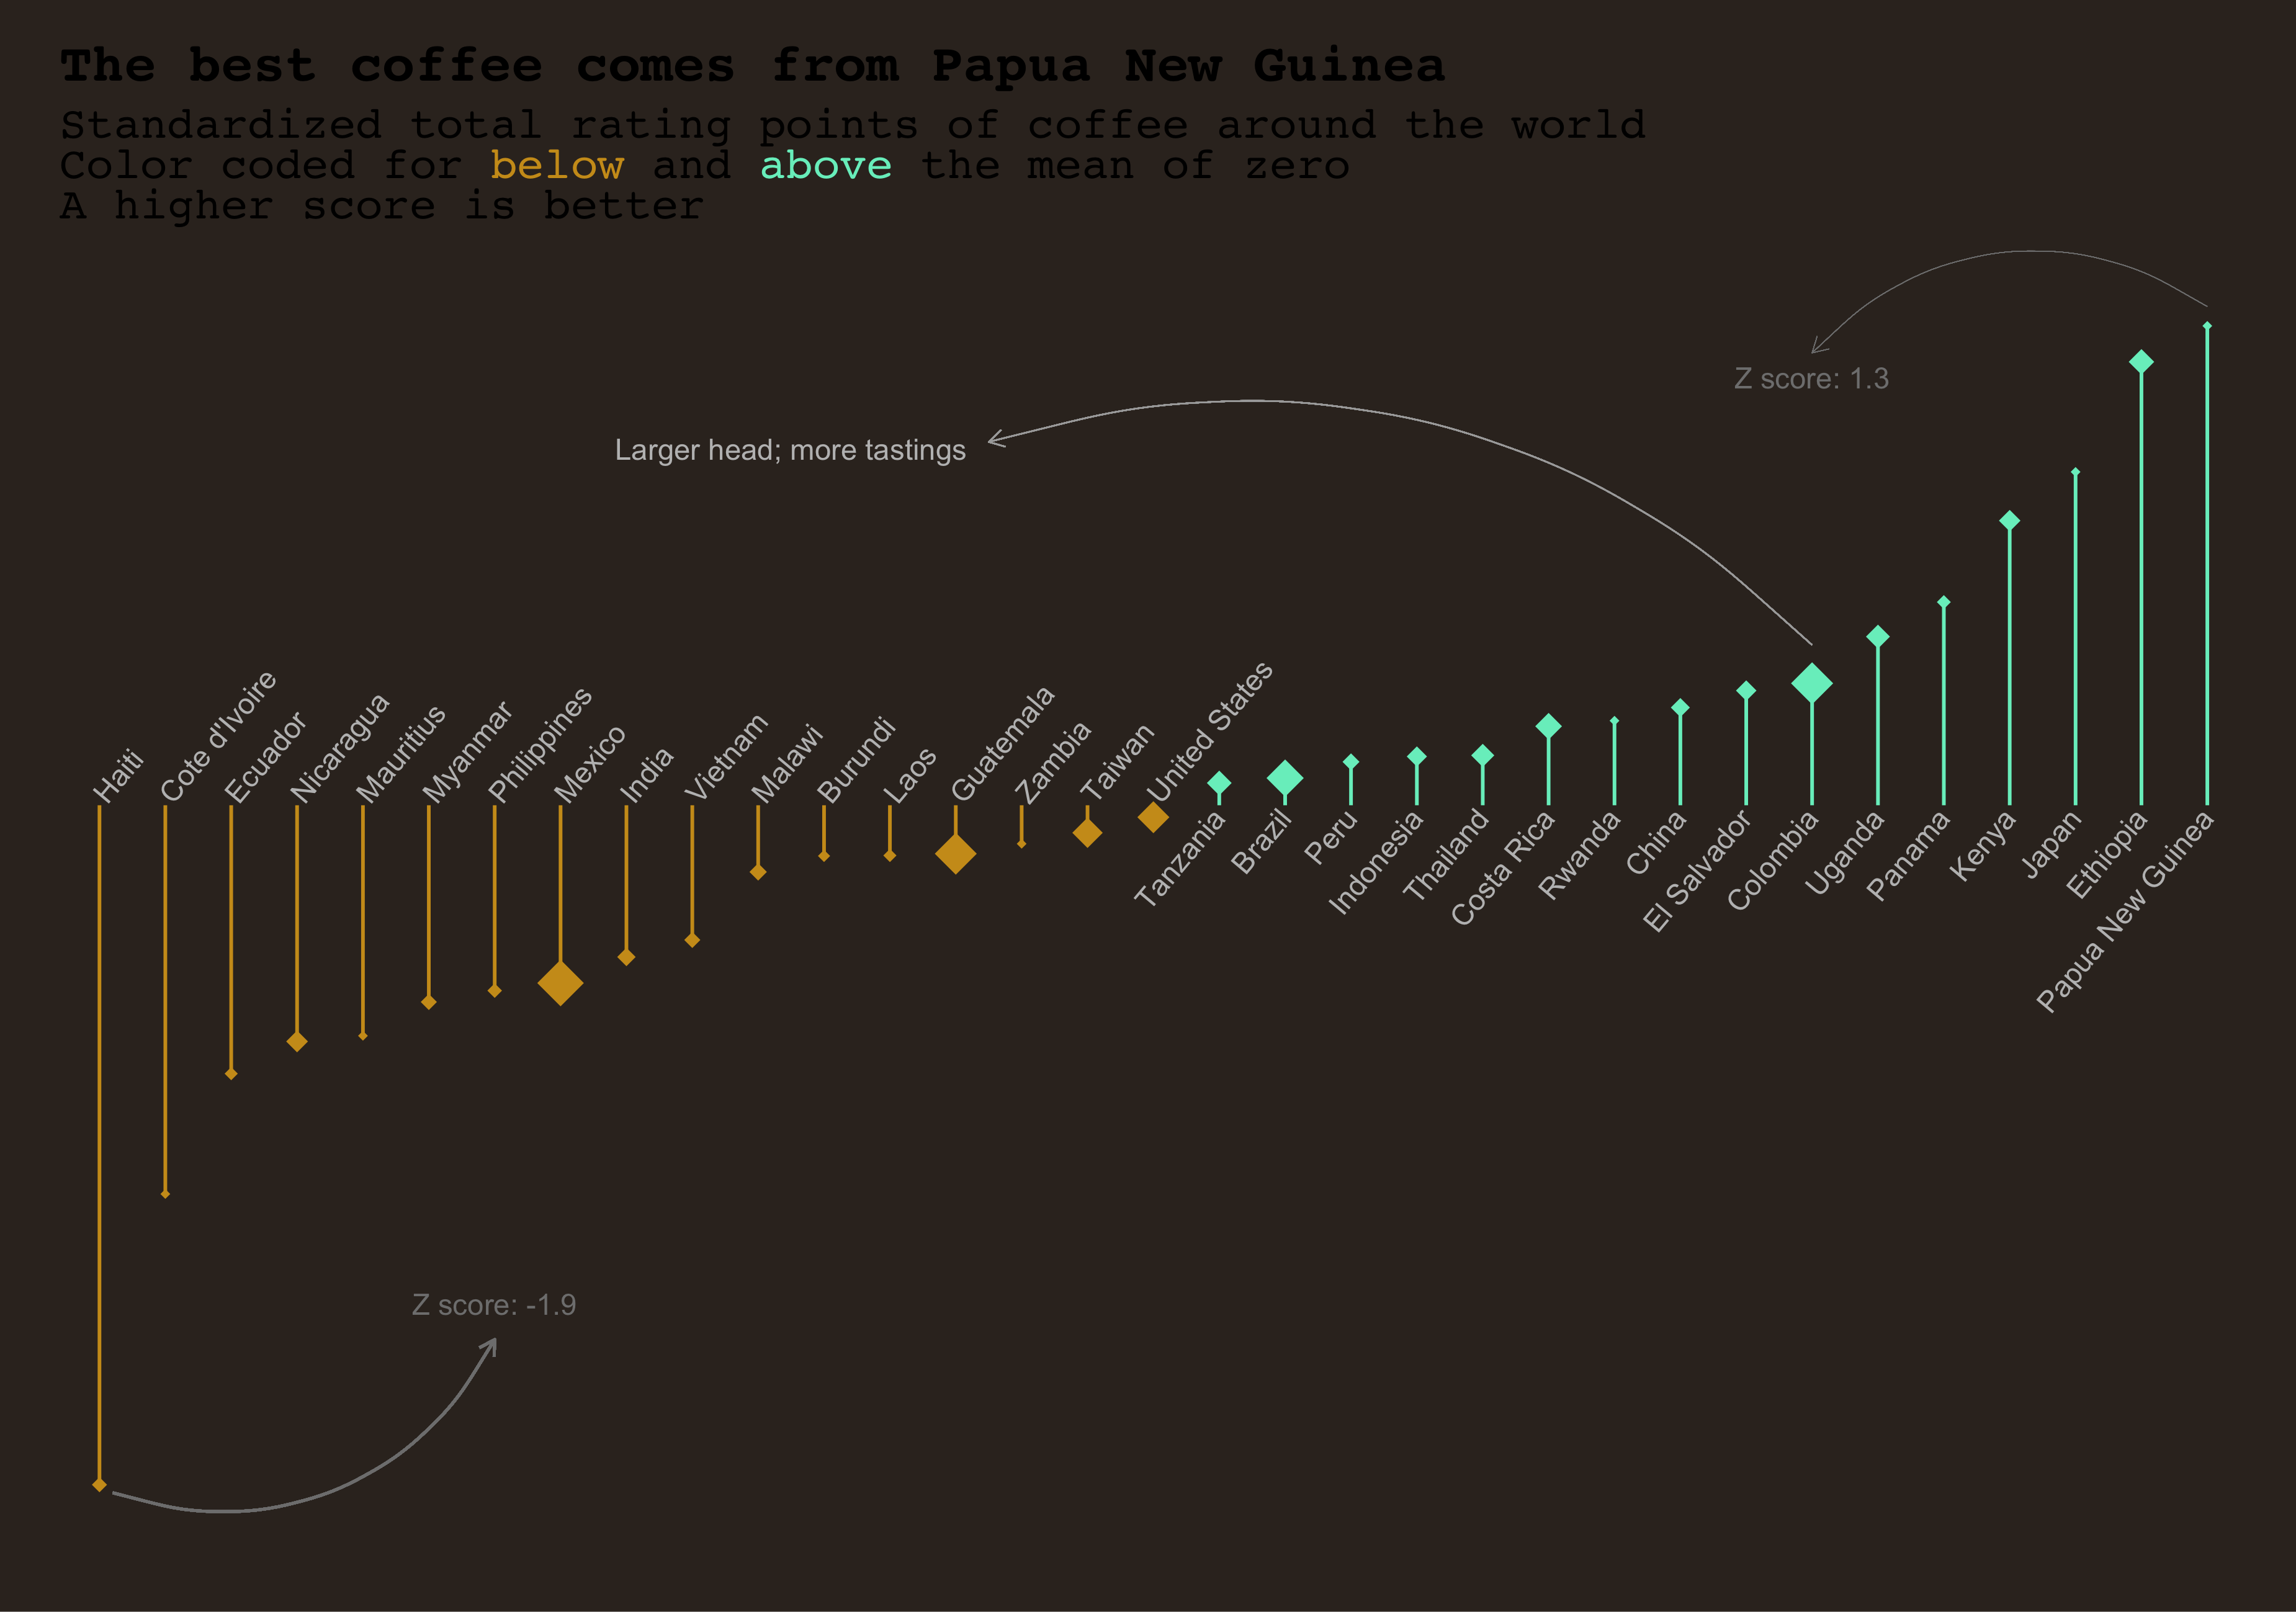 The best coffee comes from Papua New Guinea
Standardized total rating points of coffee around the world
Color coded for below and above the mean of zero
A higher score is better
Z score: 1.3
Larger head; more tastings
Haiti
Cote d'Ivoire
Ecuador
Nicaragua
Mauritius
Myanmar
Philippines
Mexico
India
Vietnam
Malawi
Burundi
Laos
Guatemala
Zambia
Taiwan
United States
Tanzania
Brazil
Peru
Indonesia
Thailand
Costa Rica
Rwanda
China
El Salvador
Colombia
Uganda
Panama
Kenya
Japan
Ethiopia
Papua New Guinea
Z score: -1.9